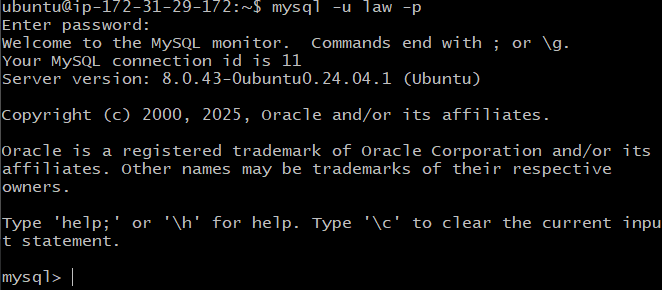 ubuntu@ip-172-31-29-172:~$ mysql -u law -p
Enter password:
Welcome to the MySQL monitor.  Commands end with ; or \g.
Your MySQL connection id is 11
Server version: 8.0.43-0ubuntu0.24.04.1 (Ubuntu)
Copyright (c) 2000, 2025, Oracle and/or its affiliates.
Oracle is a registered trademark of Oracle Corporation and/or its
affiliates. Other names may be trademarks of their respective
owners.
Type 'help;' or '\h' for help. Type '\c' to clear the current inpu
t statement.
mysql>